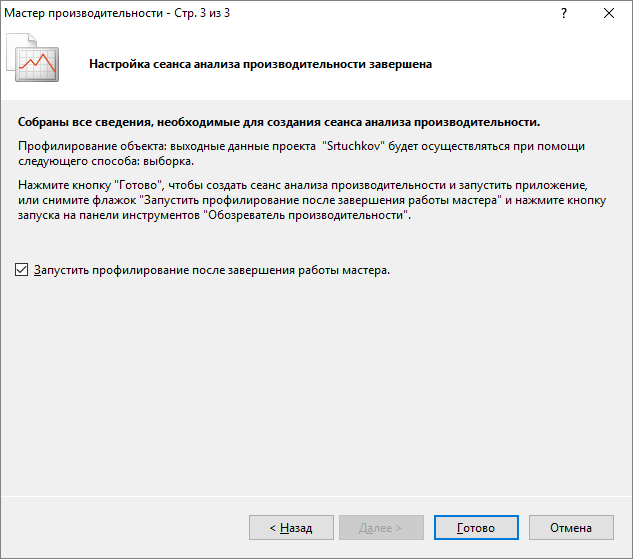 Мастер производительности - Стр. 3 из 3
?
Настройка сеанса анализа производительности завершена
Собраны все сведения, необходимые для создания сеанса анализа производительности.
Профилирование объекта: выходные данные проекта "Srtuchkov" будет осуществляться при помощи
следующего способа: выборка.
Нажмите кнопку "Готово", чтобы создать сеанс анализа производительности и запустить приложение,
или снимите флажок "Запустить профилирование после завершения работы мастера" и нажмите кнопку
запуска на панели инструментов "Обозреватель производительности".
Запустить профилирование после завершения работы мастера.
< Назад
Далее >
Готово
Отмена